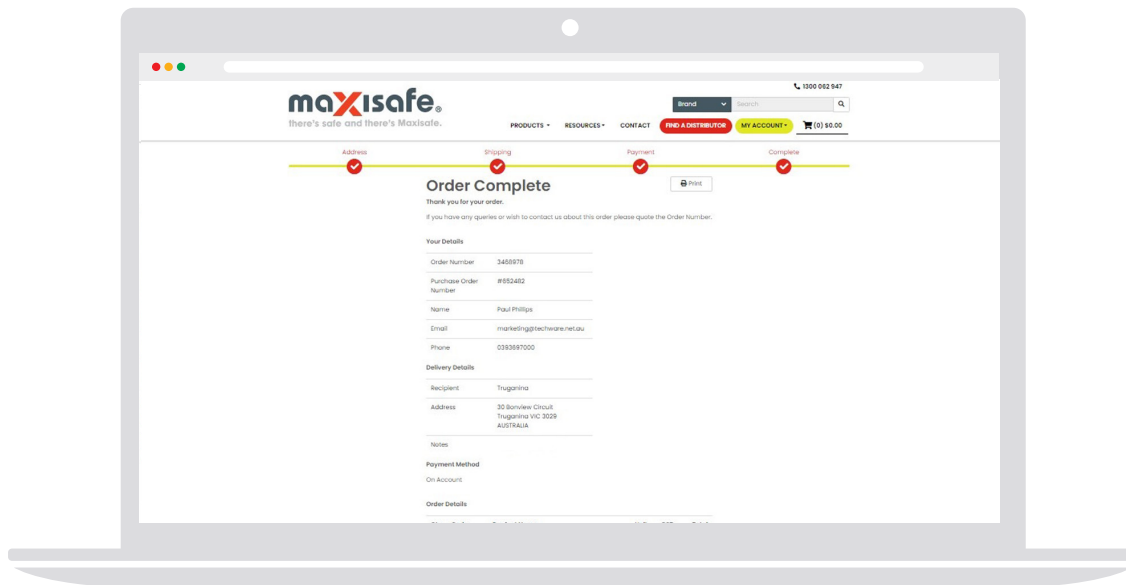 1300 062 947
maxisafe®
there's safe and there's Maxisafe.
Brand
Search
PRODUCTS
RESOURCES
CONTACT
FIND A DISTRIBUTOR
MY ACCOUNT
(0) $0.00
Address
Shipping
Payment
Complete
Order Complete
Print
Thank you for your order.
If you have any queries or wish to contact us about this order please quote the Order Number.
Your Details
Order Number 3468978
Purchase Order #652462
Number
Name Paul Phillips
Email marketing@techware.net.au
Phone 0393697000
Delivery Details
Recipient Truganina
Address 30 Bonview Circuit
Truganina VIC 3029
AUSTRALIA
Notes
Payment Method
On Account
Order Details